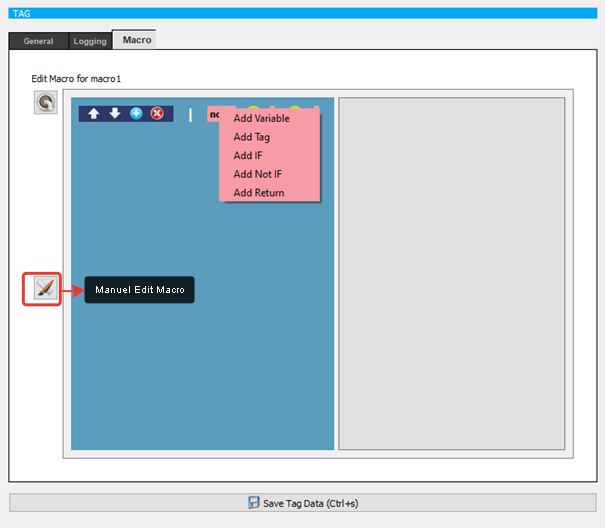 TAG
General Logging Macro
Edit Macro for macro1
Add Variable
Add Tag
Add IF
Add Not IF
Add Return
Manuel Edit Macro
Save Tag Data (Ctrl+s)